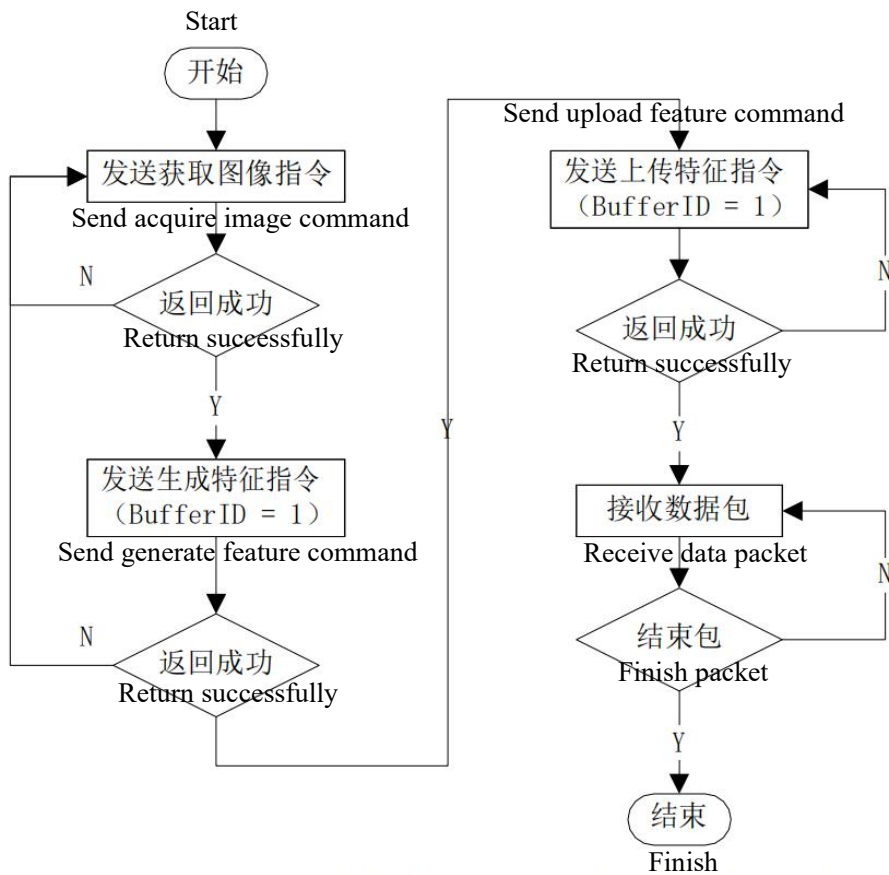 Start
开始
发送获取图像指令
Send acquire image command
N
返回成功
Return successfully
Y
发送生成特征指令
(BufferID = 1)
Send generate feature command
N
返回成功
Return successfully
Y
Send upload feature command
发送上传特征指令
(BufferID = 1)
N
返回成功
Return successfully
Y
接收数据包
Receive data packet
N
结束包
Finish packet
Y
结束
Finish